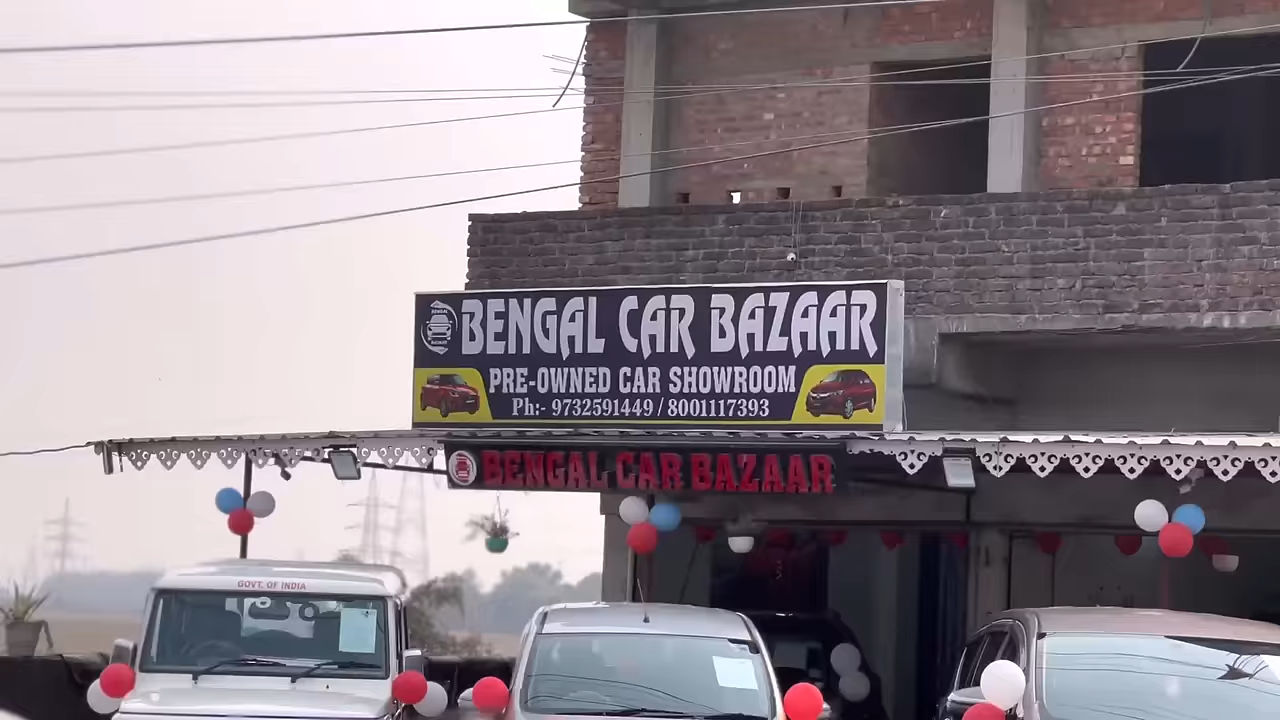 BENGAL CAR BAZAAR
PRE-OWNED CAR SHOWROOM
Ph:- 9732591449 / 8001117393
BENGAL CAR BAZAAR
GOVT. OF INDIA